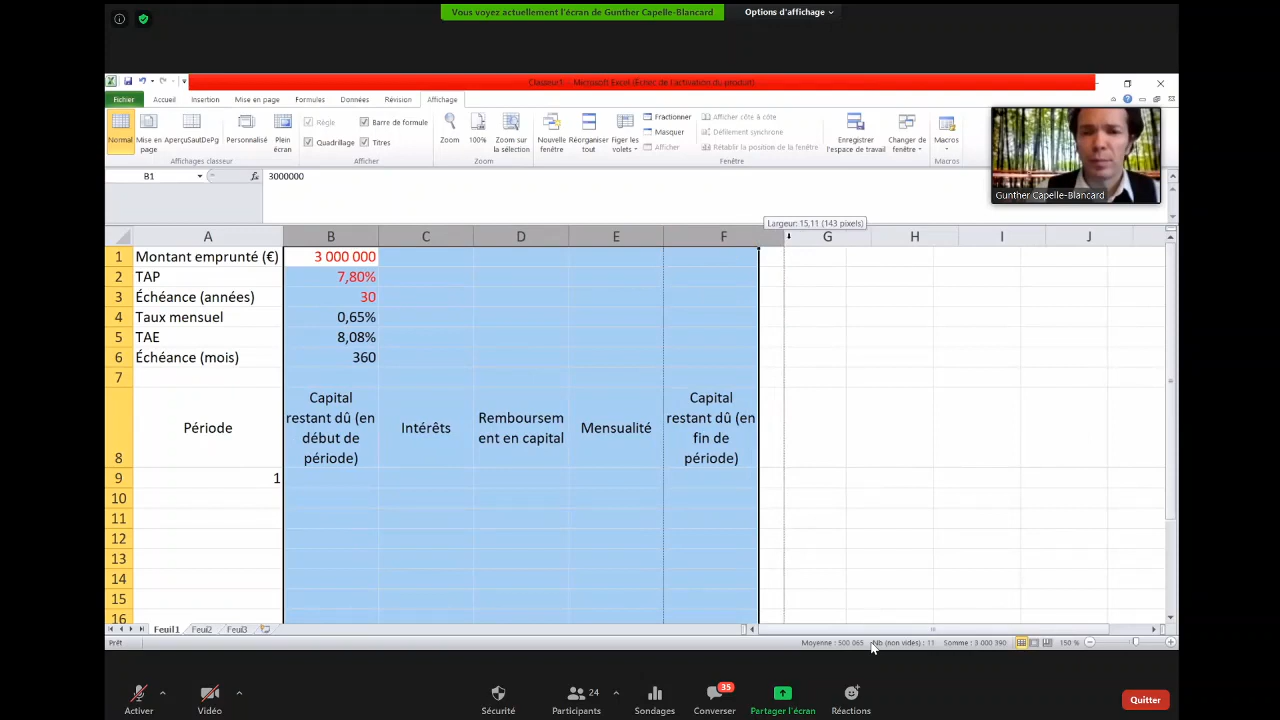 Vous voyez actuellement l'écran de Gunther Capelle-Blancard
Options d'affichage
Classeur1 - Microsoft Excel (Échec de l'activation du produit)
Fichier Accueil Insertion Mise en page Formules Données Révision Affichage
Normal Mise en page AperçuSautDePg Personnalisé Plein écran
Affichages classeur
Règle Barre de formule
Quadrillage Titres
Afficher
Zoom 100% Zoom sur la sélection
Zoom
Nouvelle fenêtre Réorganiser tout Figer les volets
Fractionner
Masquer
Afficher
Afficher côte à côte
Défilement synchrone
Rétablir la position de la fenêtre
Fenêtre
Enregistrer l'espace de travail
Changer de fenêtre
Macros
Macros
Gunther Capelle-Blancard
B1 fx 3000000
Largeur: 15,11 (143 pixels)
A B C D E F G H I J
1 Montant emprunté (€) 3 000 000
2 TAP 7,80%
3 Échéance (années) 30
4 Taux mensuel 0,65%
5 TAE 8,08%
6 Échéance (mois) 360
7
8 Période
Capital
restant dû (en
début de
période)
Intérêts
Remboursem
ent en capital
Mensualité
Capital
restant dû (en
fin de
période)
9 1
10
11
12
13
14
15
16
Feuil1 Feuil2 Feuil3
Prêt Moyenne : 500 065 Nb (non vides) : 11 Somme : 3 000 390 150 %
Activer Vidéo Sécurité Participants 24 Sondages Converser 35 Partager l'écran Réactions Quitter